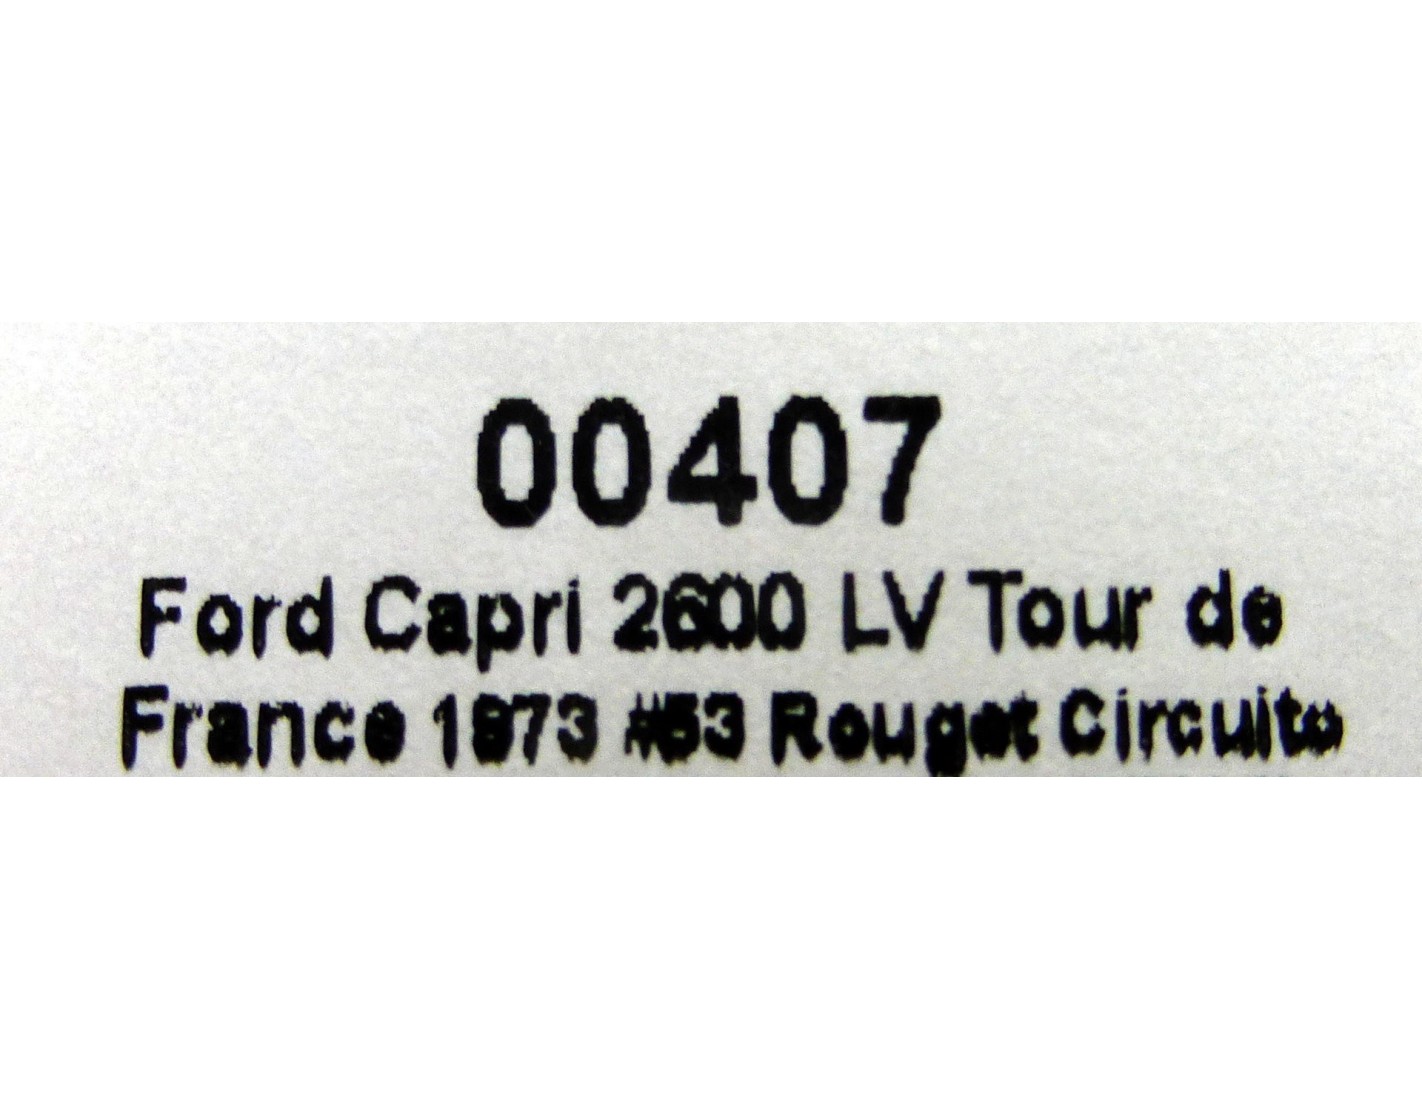 00407
Ford Capri 2600 LV Tour de
France 1973 #53 Rouget Circuito